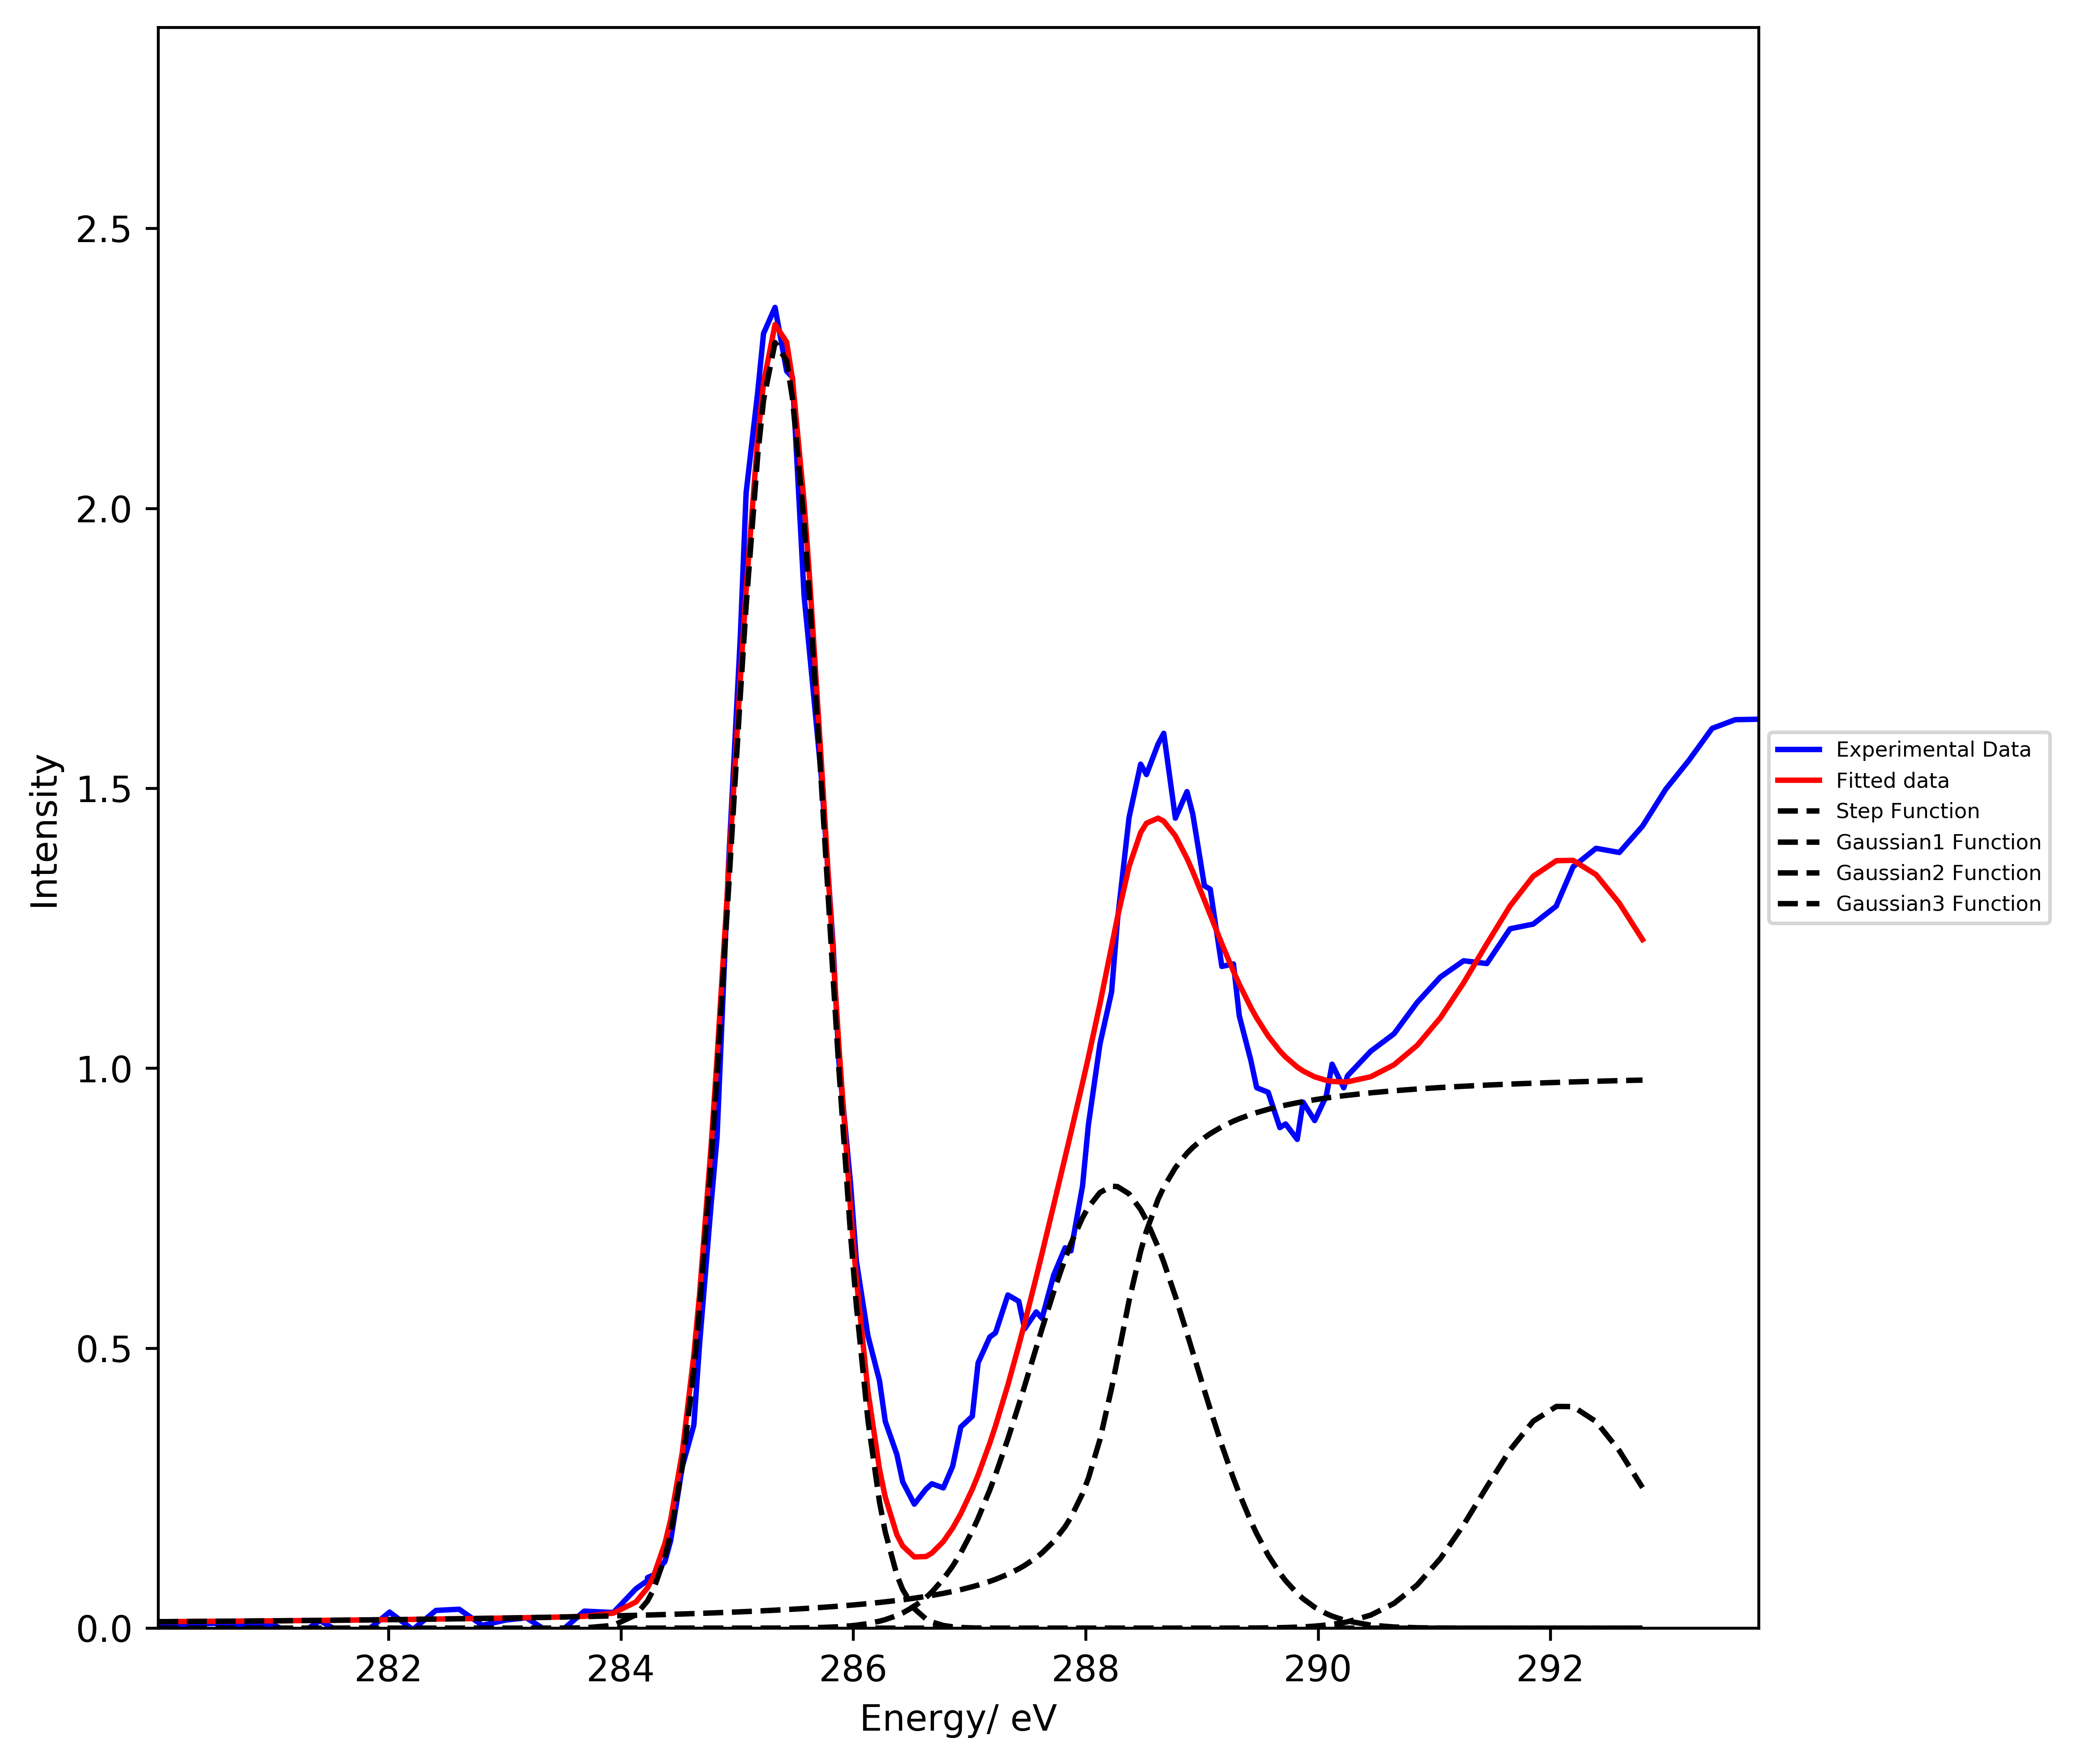 2.5
2.0
1.5
1.0
0.5
0.0
Intensity
282 284 286 288 290 292
Energy/ eV
Experimental Data
Fitted data
Step Function
Gaussian1 Function
Gaussian2 Function
Gaussian3 Function